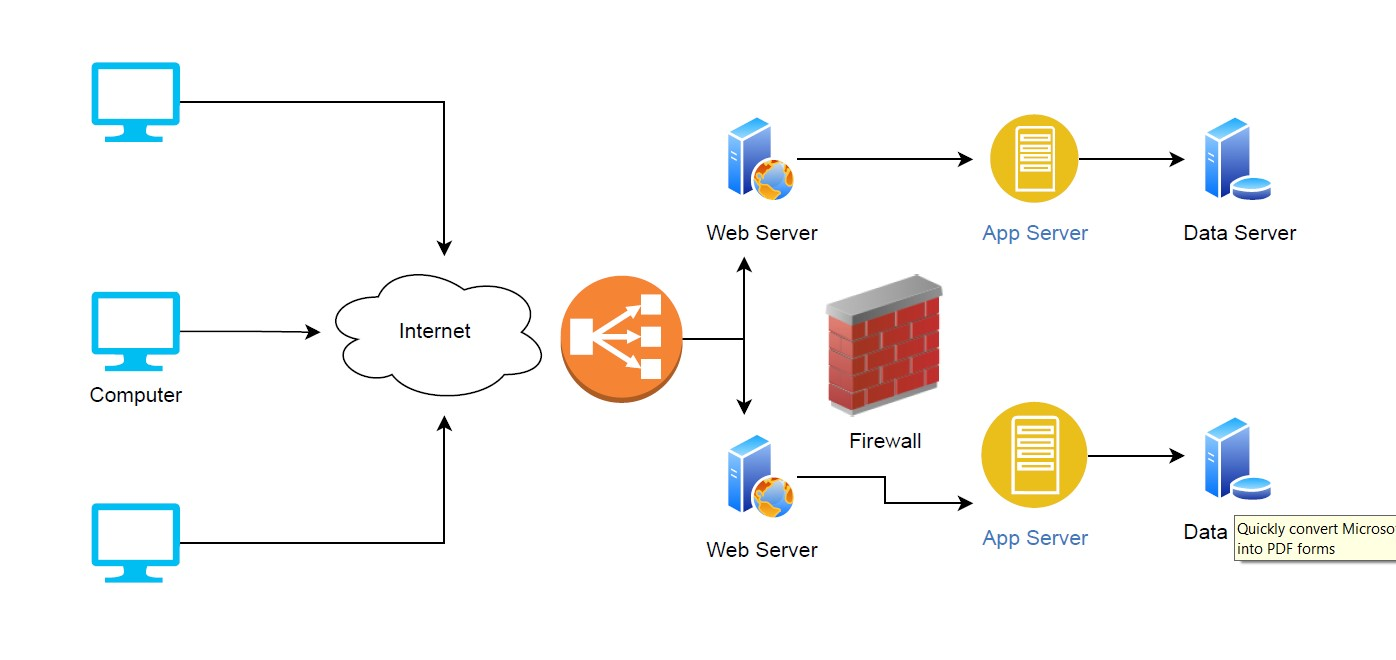 Internet
Computer
Web Server
App Server
Data Server
Firewall
Web Server
App Server
Data
Quickly convert Microso
into PDF forms